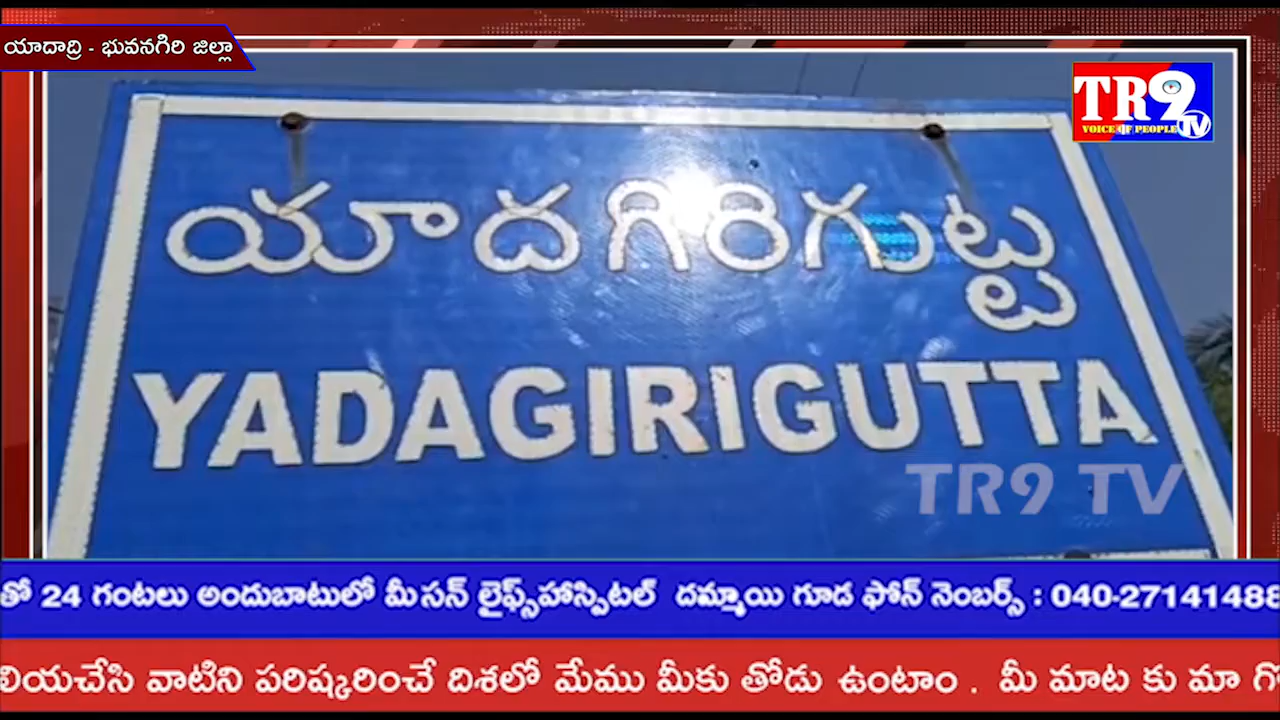 యాదాద్రి - భువనగిరి జిల్లా
TR9
VOICE OF PEOPLE TV
యాదగిరిగుట్ట
YADAGIRIGUTTA
TR9 TV
తో 24 గంటలు అందుబాటులో మీ సన్ లైఫ్స్‌హాస్పిటల్ దమ్మాయి గూడ ఫోన్ నెంబర్స్ : 040-27141488
లియచేసి వాటిని పరిష్కరించే దిశలో మేము మీకు తోడు ఉంటాం . మీ మాట కు మా